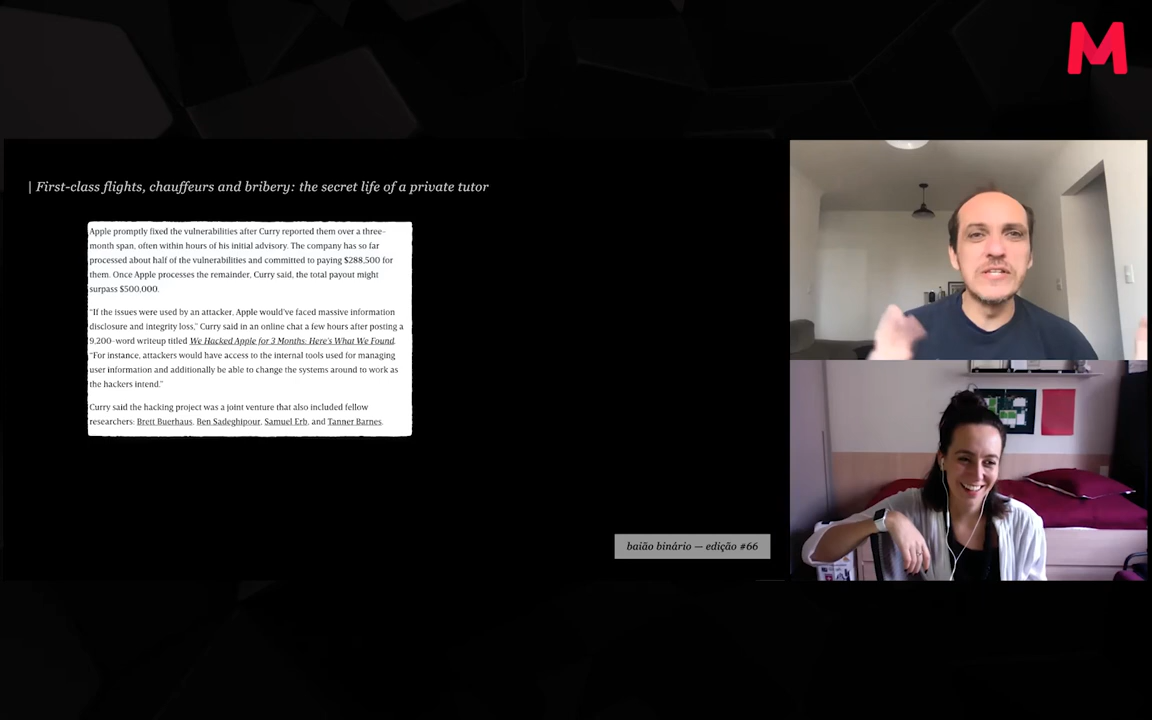 M
| First-class flights, chauffeurs and bribery: the secret life of a private tutor
Apple promptly fixed the vulnerabilities after Curry reported them over a three-
month span, often within hours of his initial advisory. The company has so far
processed about half of the vulnerabilities and committed to paying $288,500 for
them. Once Apple processes the remainder, Curry said, the total payout might
surpass $500,000.
“If the issues were used by an attacker, Apple would’ve faced massive information
disclosure and integrity loss,” Curry said in an online chat a few hours after posting a
9,200-word writeup titled We Hacked Apple for 3 Months: Here’s What We Found.
“For instance, attackers would have access to the internal tools used for managing
user information and additionally be able to change the systems around to work as
the hackers intend.”
Curry said the hacking project was a joint venture that also included fellow
researchers: Brett Buerhaus, Ben Sadeghipour, Samuel Erb, and Tanner Barnes.
baião binário — edição #66